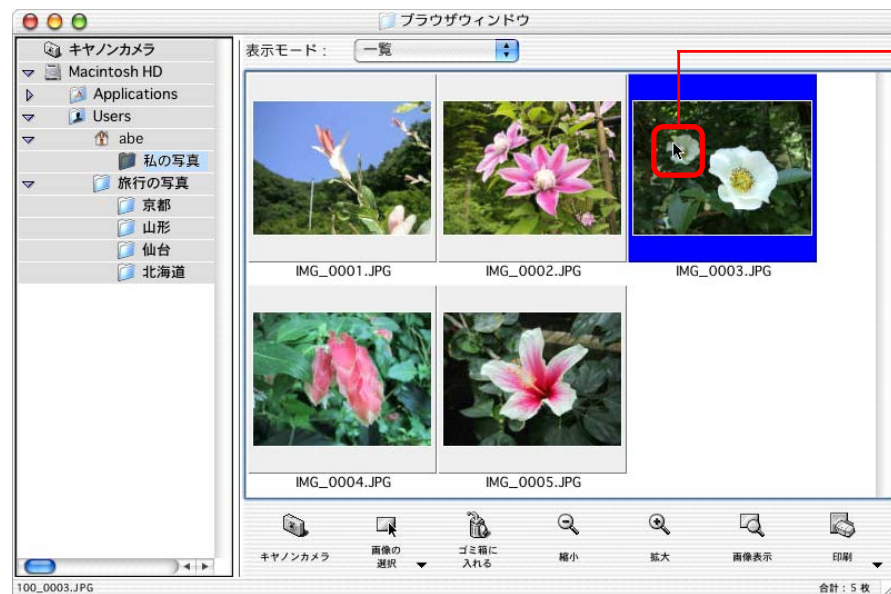 ブラウザウィンドウ
キヤノンカメラ
Macintosh HD
Applications
Users
abe
私の写真
旅行の写真
京都
山形
仙台
北海道
表示モード： 一覧
IMG_0001.JPG IMG_0002.JPG IMG_0003.JPG
IMG_0004.JPG IMG_0005.JPG
キヤノンカメラ
画像の
選択
ゴミ箱に
入れる
縮小
拡大
画像表示
印刷
100_0003.JPG
合計：5 枚